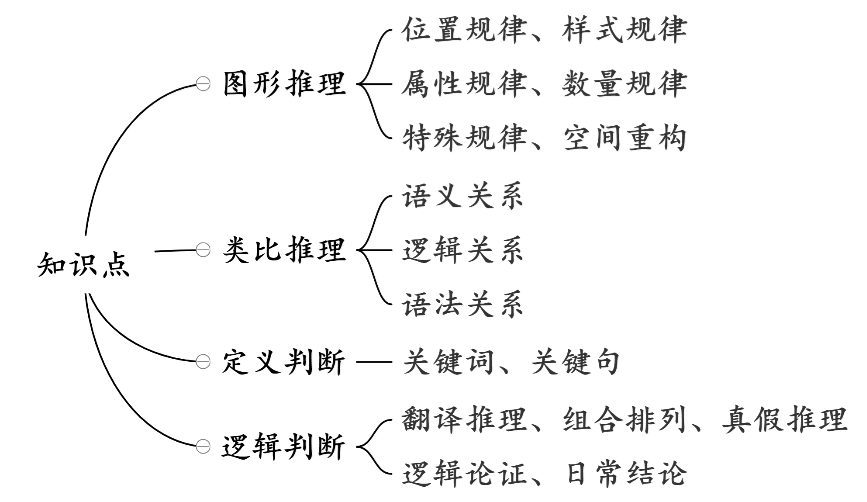 知识点
图形推理
位置规律、样式规律
属性规律、数量规律
特殊规律、空间重构
类比推理
语义关系
逻辑关系
语法关系
定义判断
关键词、关键句
逻辑判断
翻译推理、组合排列、真假推理
逻辑论证、日常结论